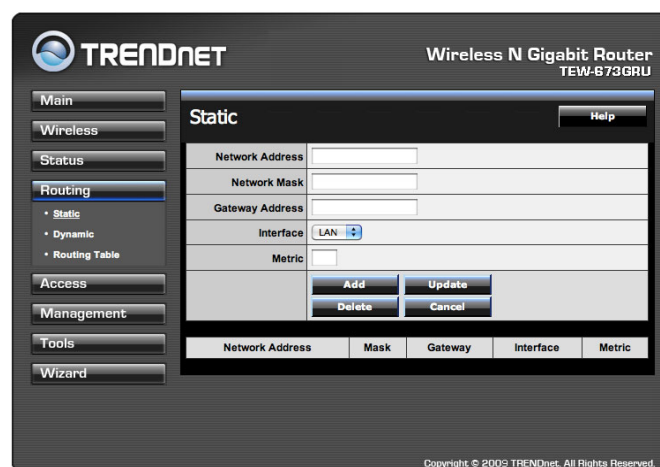 TRENDNET
Wireless N Gigabit Router
TEW-673GRU
Main
Wireless
Status
Routing
• Static
• Dynamic
• Routing Table
Access
Management
Tools
Wizard
Static
Help
Network Address
Network Mask
Gateway Address
Interface LAN
Metric
Add Update
Delete Cancel
Network Address Mask Gateway Interface Metric
Copyright © 2009 TRENDnet. All Rights Reserved.